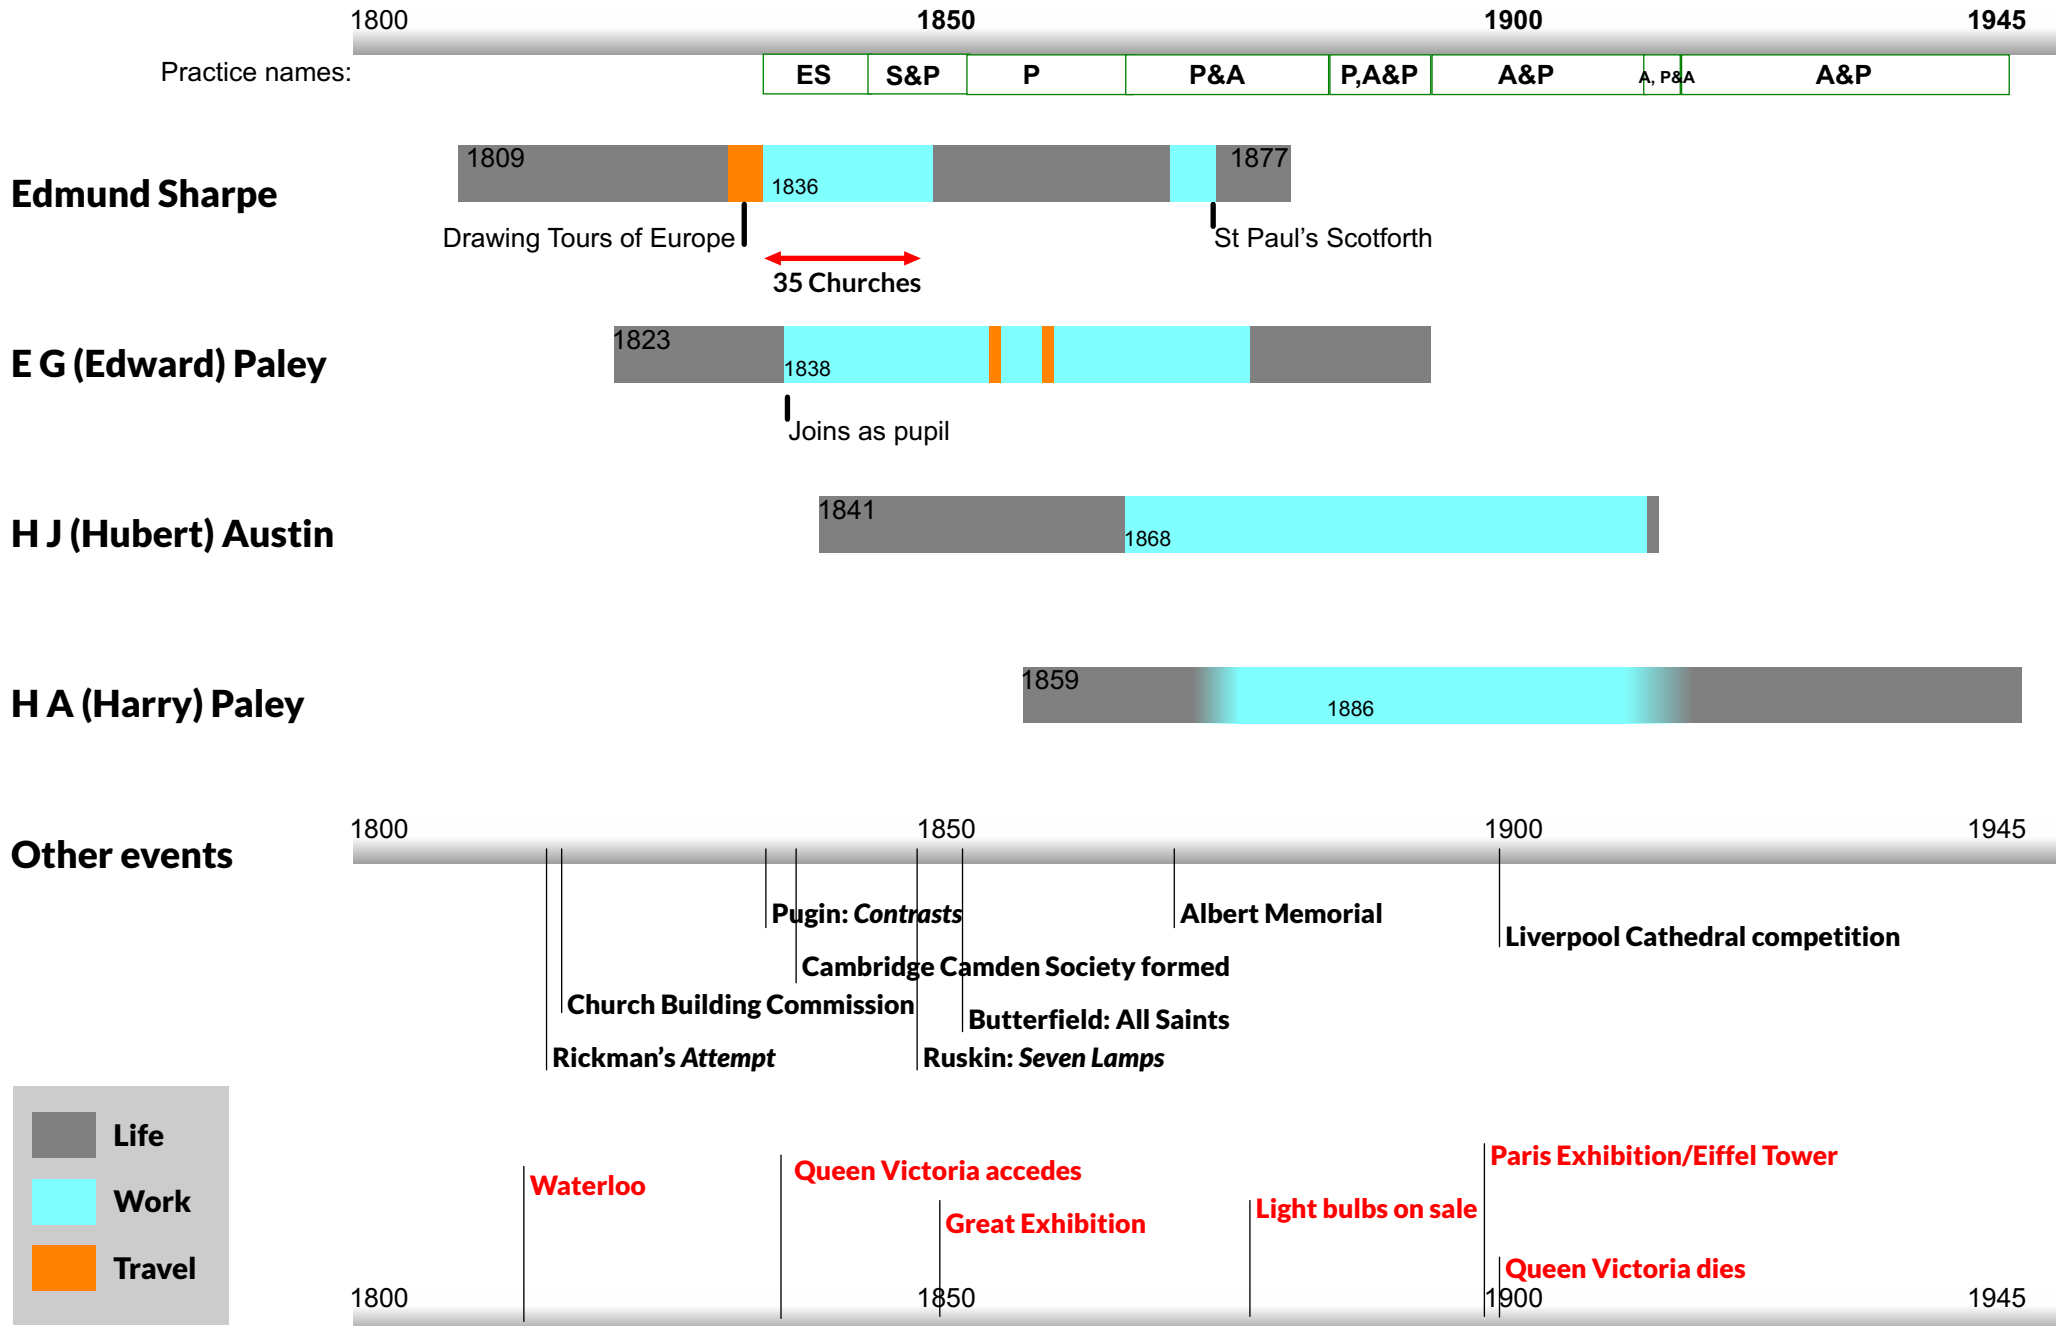 1800 1850 1900 1945
Practice names: ES S&P P P&A P,A&P A&P A, P&A A&P
1809 1877
Edmund Sharpe 1836
Drawing Tours of Europe St Paul’s Scotforth
35 Churches
1823
E G (Edward) Paley 1838
Joins as pupil
1841
H J (Hubert) Austin 1868
1859
H A (Harry) Paley 1886
1800 1850 1900 1945
Other events
Pugin: Contrasts Albert Memorial
Liverpool Cathedral competition
Cambridge Camden Society formed
Church Building Commission
Butterfield: All Saints
Rickman’s Attempt Ruskin: Seven Lamps
Life
Work
Travel
Paris Exhibition/Eiffel Tower
Queen Victoria accedes
Waterloo
Light bulbs on sale
Great Exhibition
Queen Victoria dies
1800 1850 1900 1945